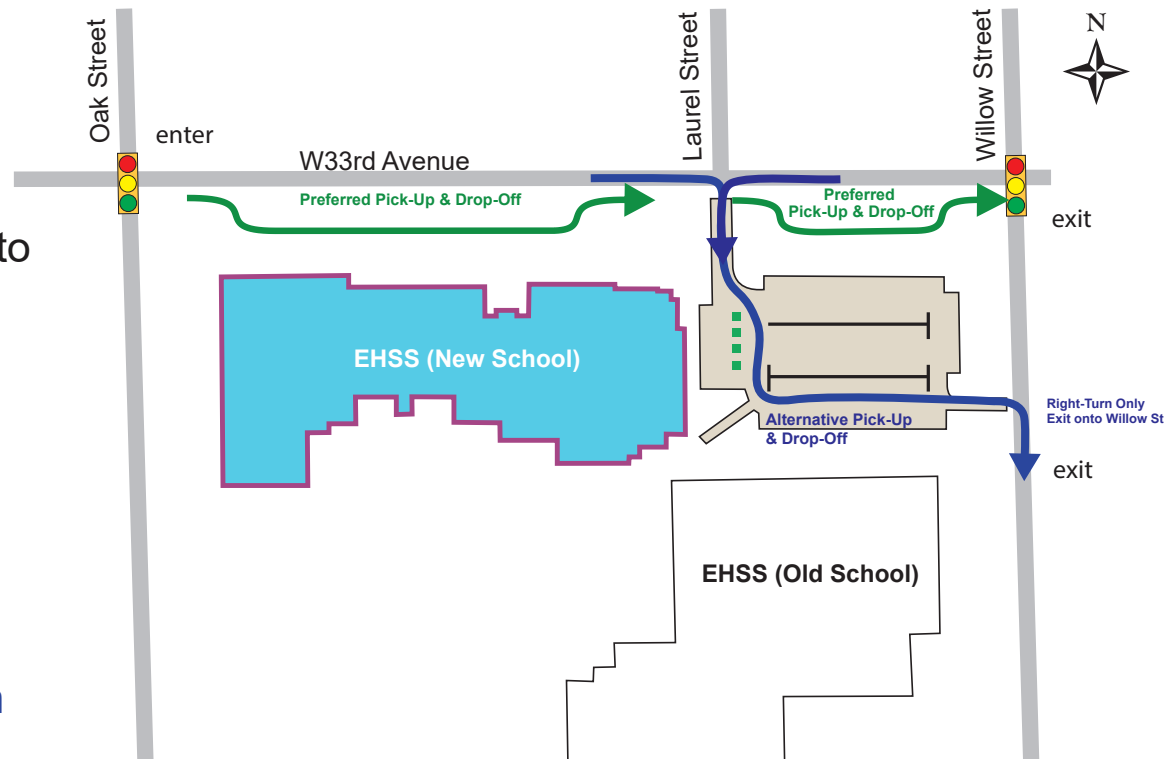 Oak Street
Laurel Street
Willow Street
N
enter
W33rd Avenue
Preferred Pick-Up & Drop-Off
Preferred
Pick-Up & Drop-Off
exit
to
EHSS (New School)
Alternative Pick-Up
& Drop-Off
Right-Turn Only
Exit onto Willow St
exit
EHSS (Old School)